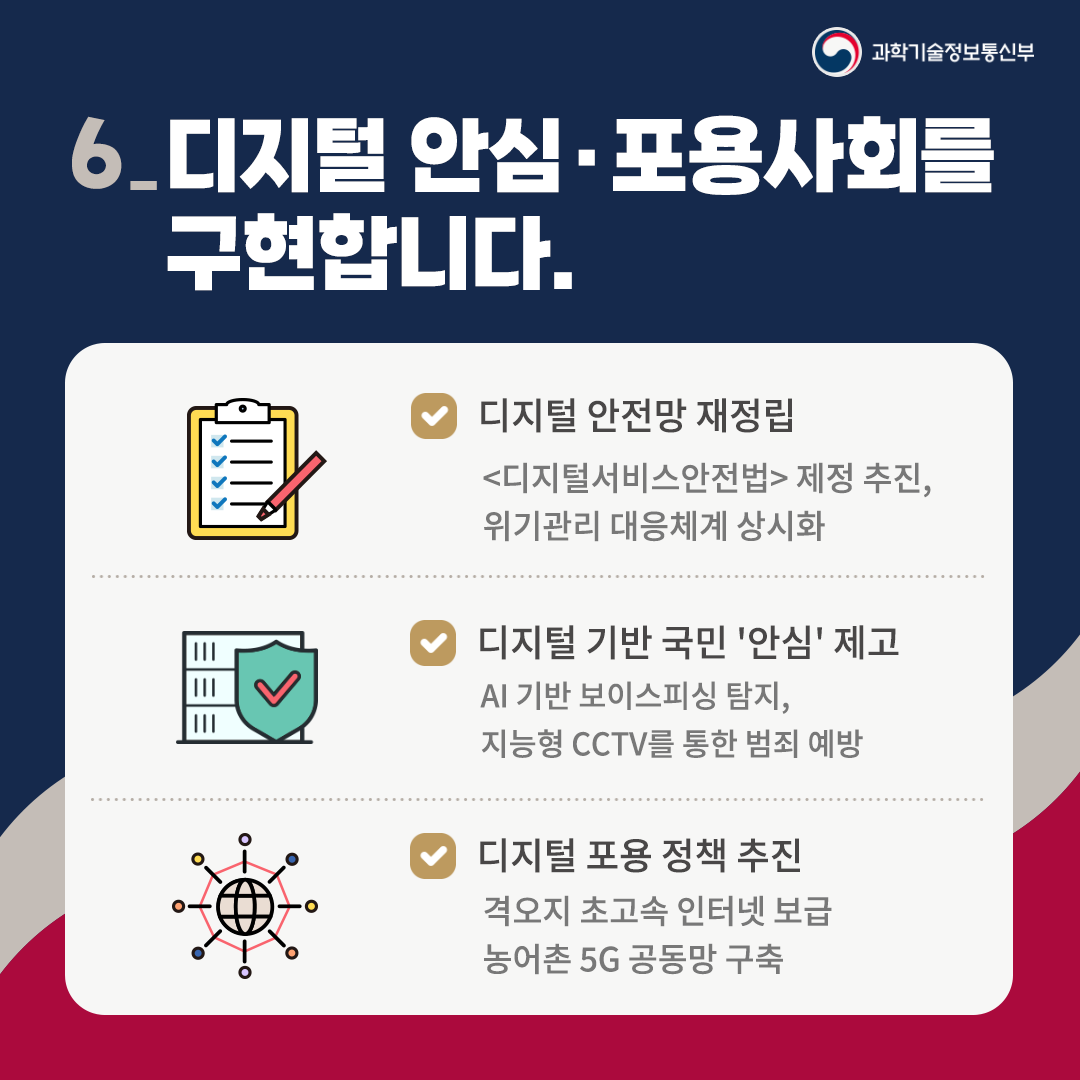 과학기술정보통신부
6_디지털 안심·포용사회를
구현합니다.
디지털 안전망 재정립
<디지털서비스안전법> 제정 추진,
위기관리 대응체계 상시화
디지털 기반 국민 '안심' 제고
AI 기반 보이스피싱 탐지,
지능형 CCTV를 통한 범죄 예방
디지털 포용 정책 추진
격오지 초고속 인터넷 보급
농어촌 5G 공동망 구축